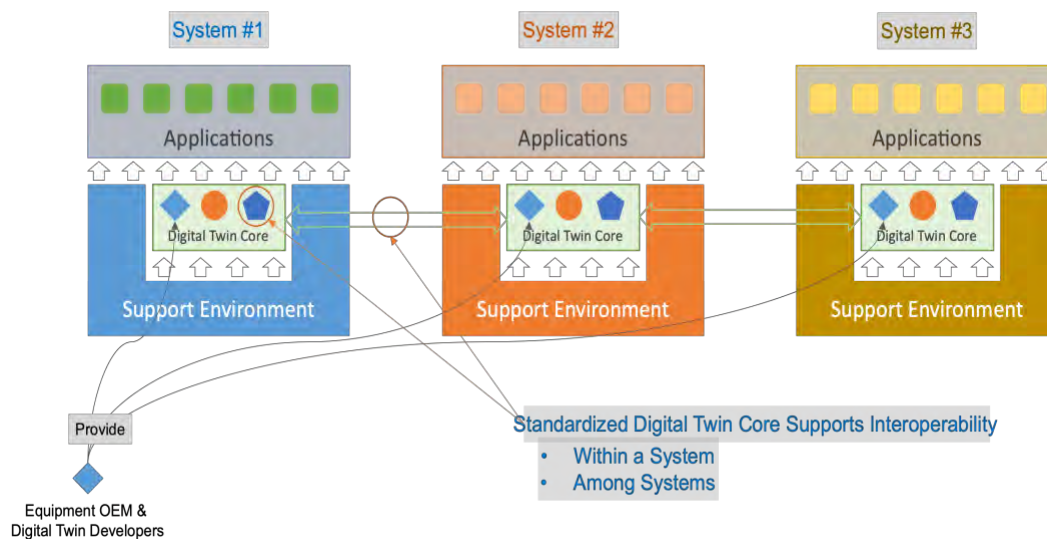 System #1
System #2
System #3
Applications
Applications
Applications
Digital Twin Core
Digital Twin Core
Digital Twin Core
Support Environment
Support Environment
Support Environment
Provide
Equipment OEM &
Digital Twin Developers
Standardized Digital Twin Core Supports Interoperability
• Within a System
• Among Systems